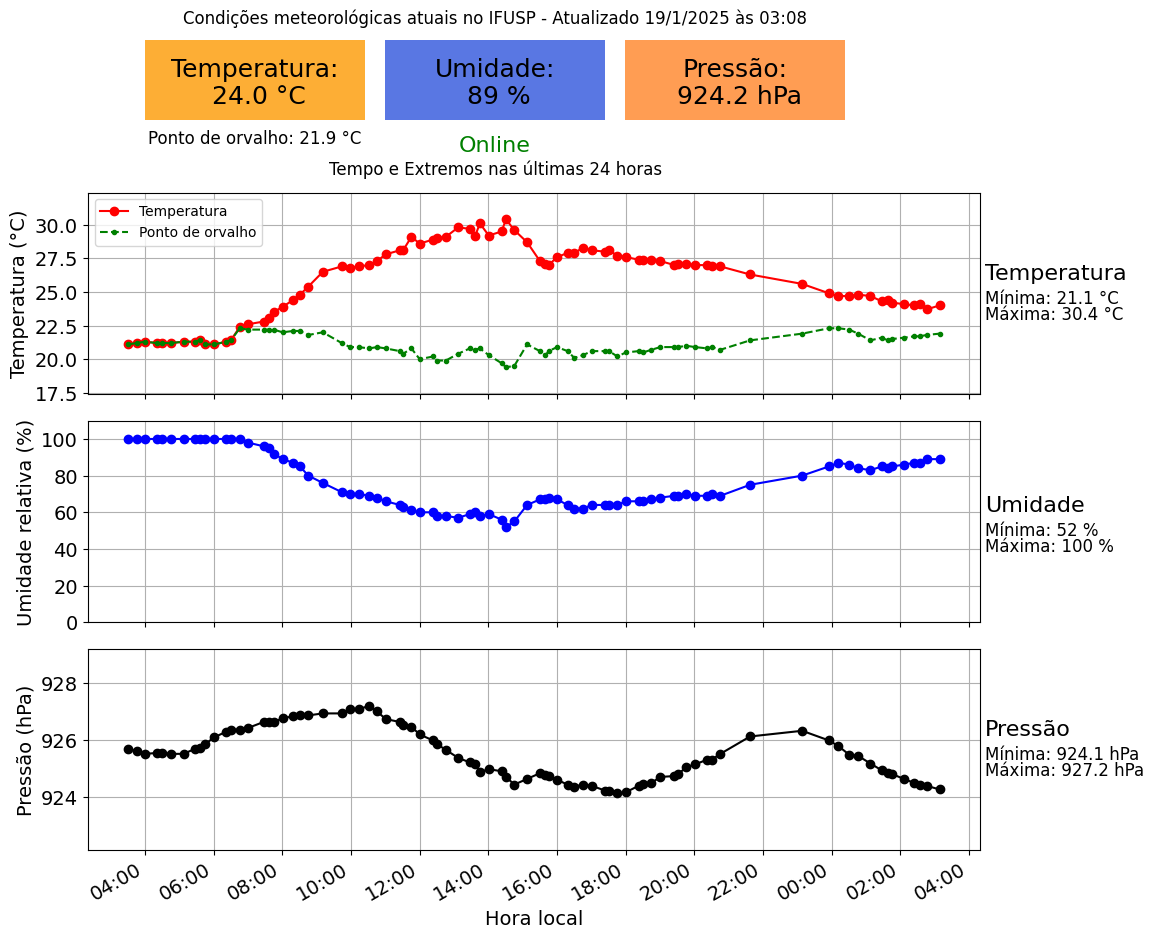 Condições meteorológicas atuais no IFUSP - Atualizado 19/1/2025 às 03:08
Temperatura:
24.0 °C
Umidade:
89 %
Pressão:
924.2 hPa
Ponto de orvalho: 21.9 °C
Online
Tempo e Extremos nas últimas 24 horas
Temperatura (°C)
30.0
27.5
25.0
22.5
20.0
17.5
Temperatura
Ponto de orvalho
Temperatura
Mínima: 21.1 °C
Máxima: 30.4 °C
Umidade relativa (%)
100
80
60
40
20
0
Umidade
Mínima: 52 %
Máxima: 100 %
Pressão (hPa)
928
926
924
Pressão
Mínima: 924.1 hPa
Máxima: 927.2 hPa
04:00 06:00 08:00 10:00 12:00 14:00 16:00 18:00 20:00 22:00 00:00 02:00 04:00
Hora local